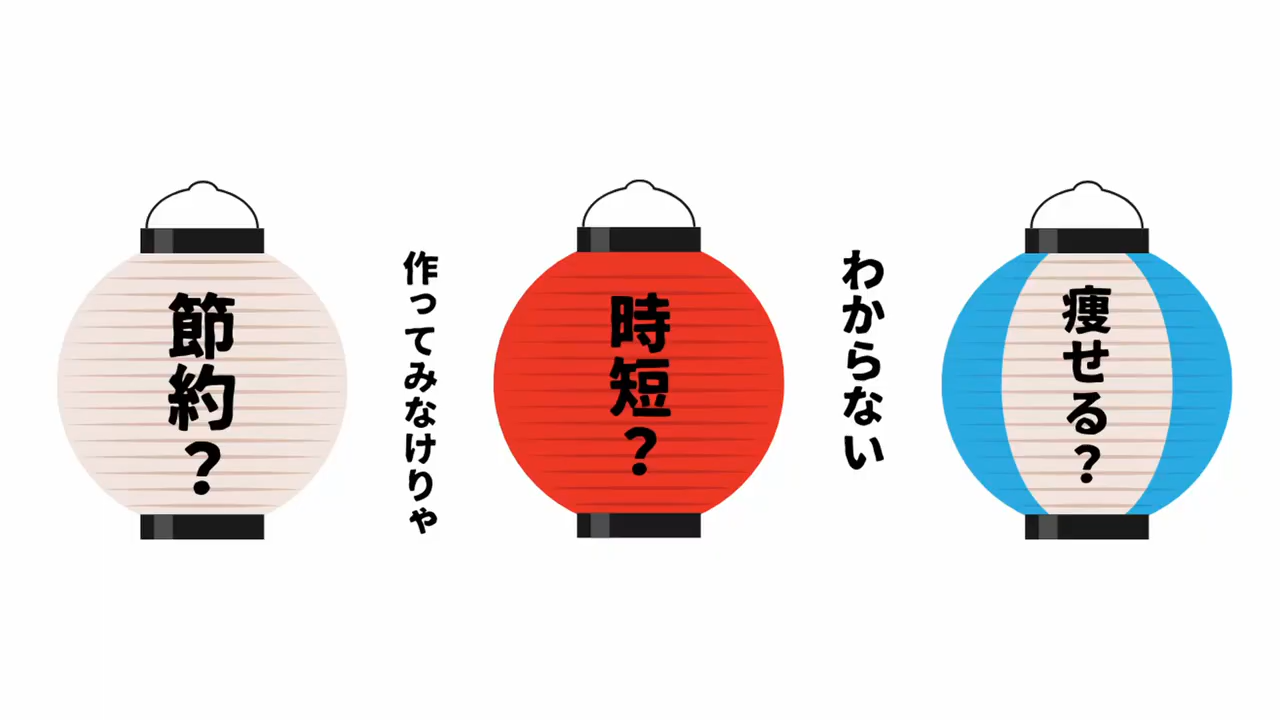 節約？
作ってみなけりゃ
時短？
わからない
痩せる？